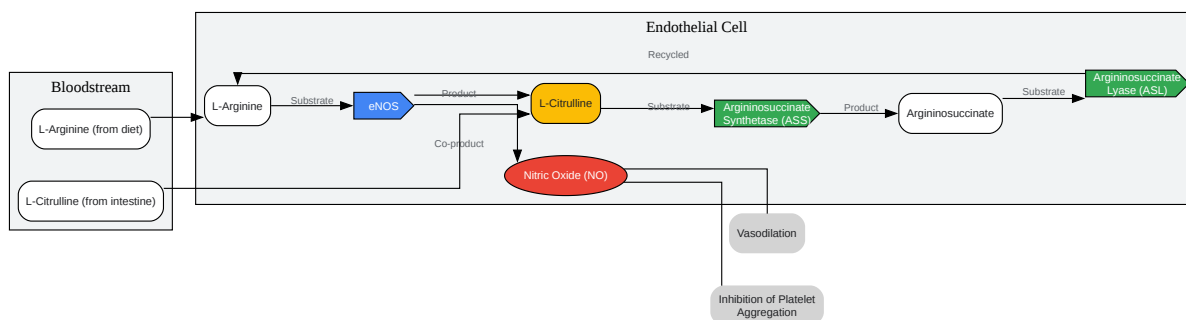 Endothelial Cell
Recycled
Bloodstream
L-Arginine (from diet)
L-Citrulline (from intestine)
L-Arginine
Substrate
eNOS
Product
Co-product
L-Citrulline
Nitric Oxide (NO)
Substrate
Argininosuccinate
Synthetase (ASS)
Product
Argininosuccinate
Substrate
Argininosuccinate
Lyase (ASL)
Vasodilation
Inhibition of Platelet
Aggregation